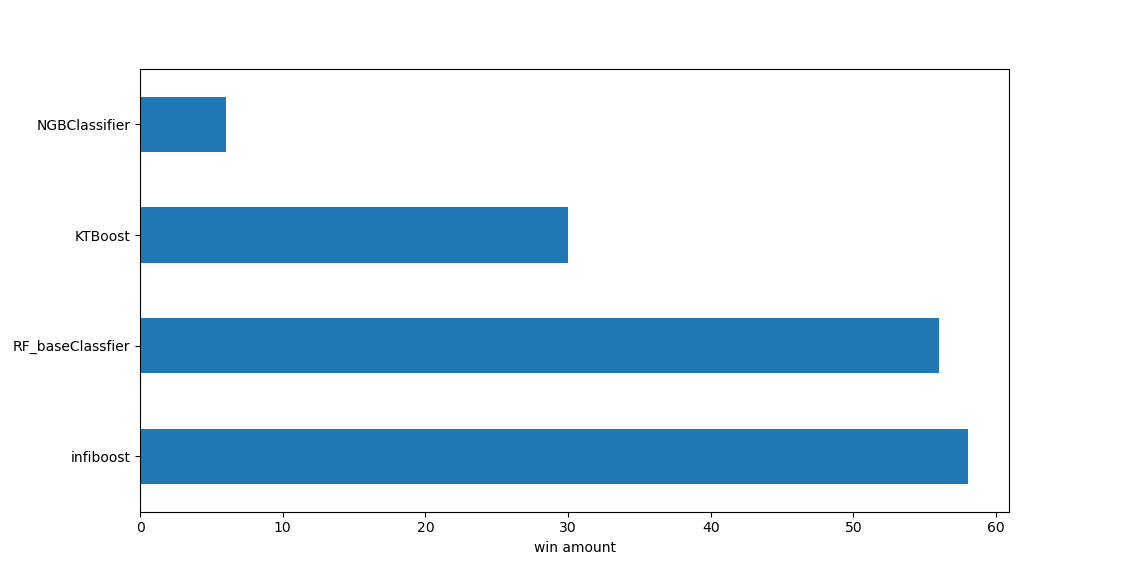 NGBClassifier
KTBoost
RF_baseClassfier
infiboost
0 10 20 30 40 50 60
win amount